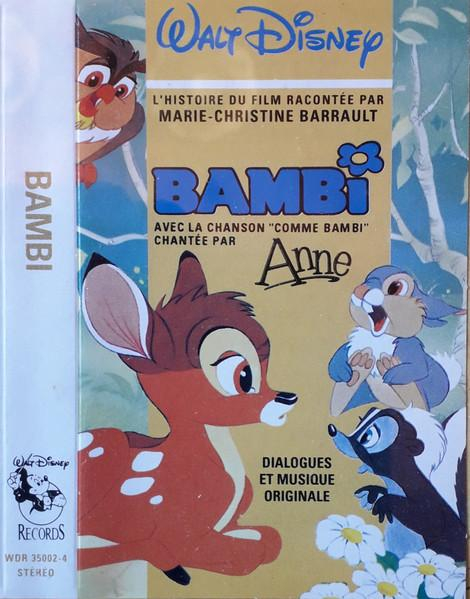 WALT DISNEY
L'HISTOIRE DU FILM RACONTÉE PAR
MARIE-CHRISTINE BARRAULT
BAMBi
AVEC LA CHANSON "COMME BAMBI"
CHANTÉE PAR
Anne
DIALOGUES
ET MUSIQUE
ORIGINALE
BAMBI
WALT DISNEY
RECORDS
WDR 35002-4
STÉRÉO